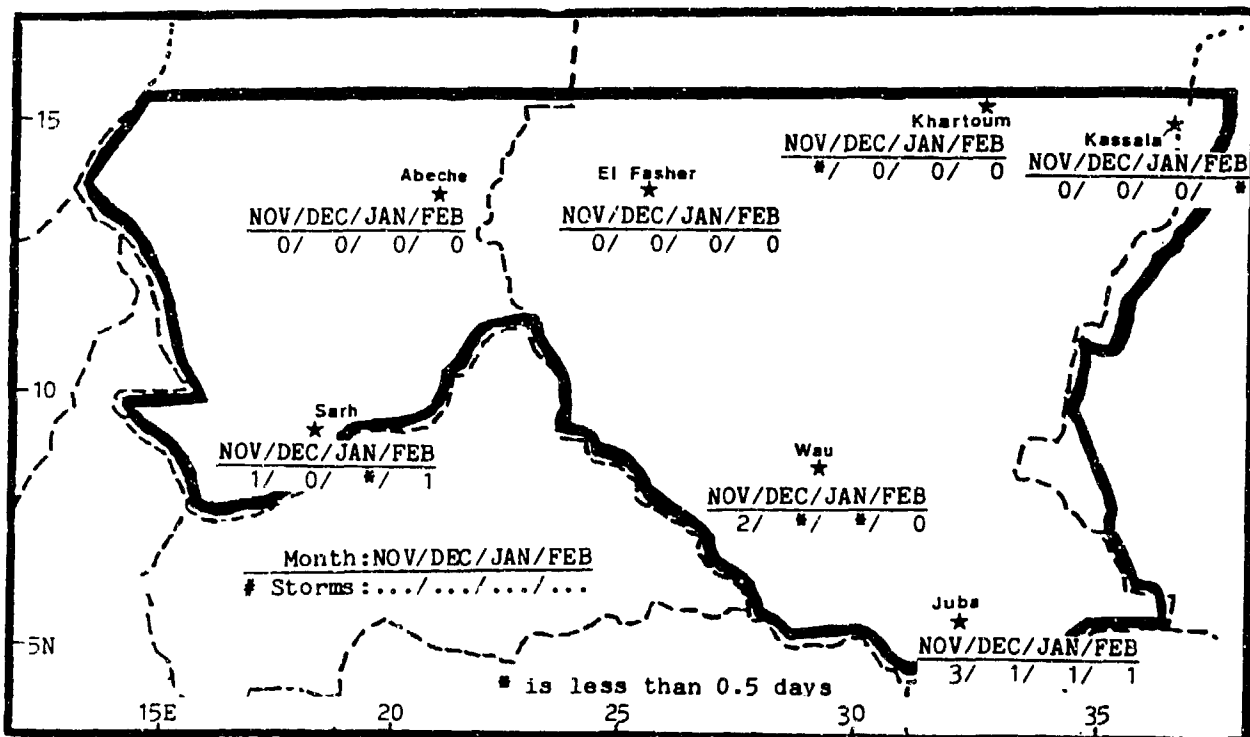 15
Khartoum
NOV/DEC/JAN/FEB
*/ 0/ 0/ 0
Kassala
NOV/DEC/JAN/FEB
0/ 0/ 0/ *
Abeche
NOV/DEC/JAN/FEB
0/ 0/ 0/ 0
El Fasher
NOV/DEC/JAN/FEB
0/ 0/ 0/ 0
10
Sarh
NOV/DEC/JAN/FEB
1/ 0/ */ 1
Wau
NOV/DEC/JAN/FEB
2/ */ */ 0
Month:NOV/DEC/JAN/FEB
# Storms:.../.../.../...
Juba
NOV/DEC/JAN/FEB
3/ 1/ 1/ 1
5N
* is less than 0.5 days
15E 20 25 30 35